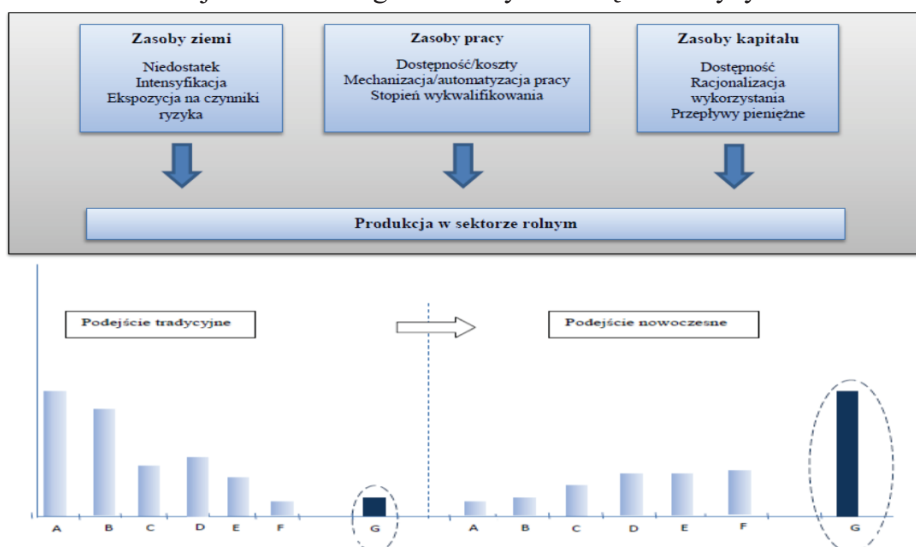 Zasoby ziemi
Niedostatek
Intensyfikacja
Ekspozycja na czynniki
ryzyka
Zasoby pracy
Dostępność/koszty
Mechanizacja/automatyzacja pracy
Stopień wykwalifikowania
Zasoby kapitału
Dostępność
Racjonalizacja
wykorzystania
Przepływy pieniężne
Produkcja w sektorze rolnym
Podejście tradycyjne
Podejście nowoczesne
A B C D E F G A B C D E F G